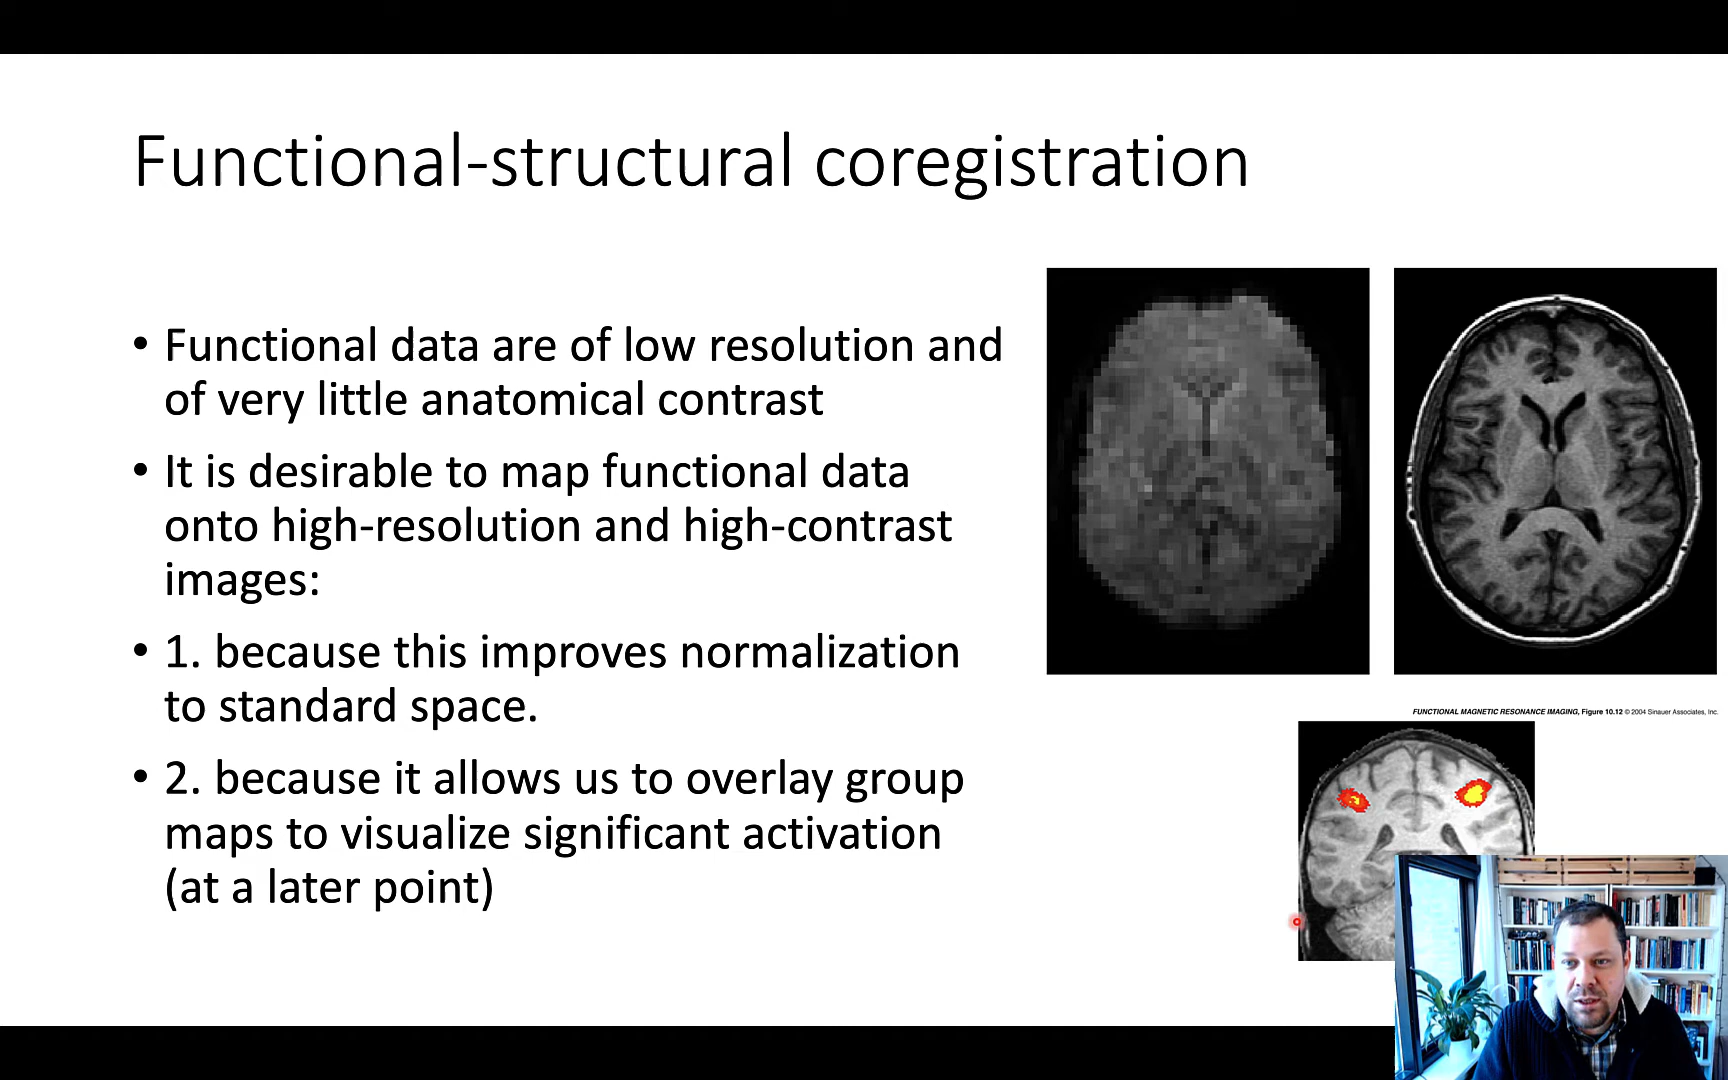 Functional-structural coregistration
• Functional data are of low resolution and
of very little anatomical contrast
• It is desirable to map functional data
onto high-resolution and high-contrast
images:
• 1. because this improves normalization
to standard space.
• 2. because it allows us to overlay group
maps to visualize significant activation
(at a later point)
FUNCTIONAL MAGNETIC RESONANCE IMAGING, Figure 10.12 © 2004 Sinauer Associates, Inc.